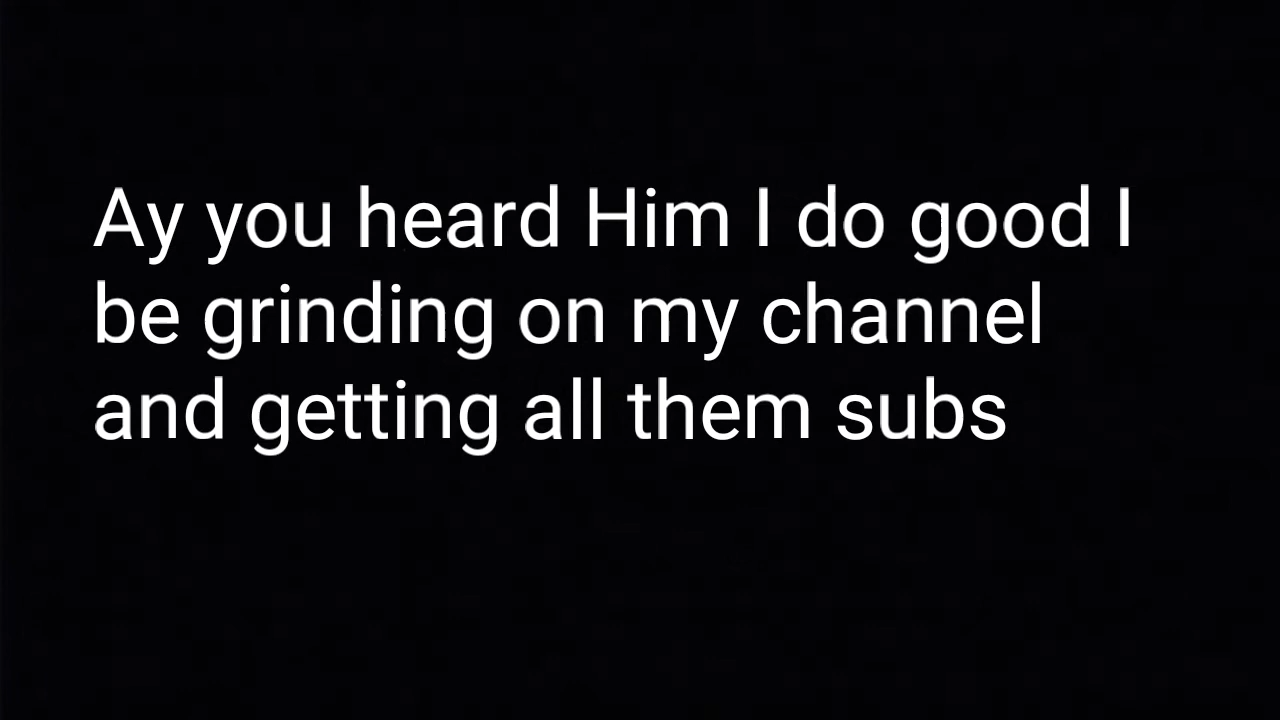 Ay you heard Him I do good I
be grinding on my channel
and getting all them subs